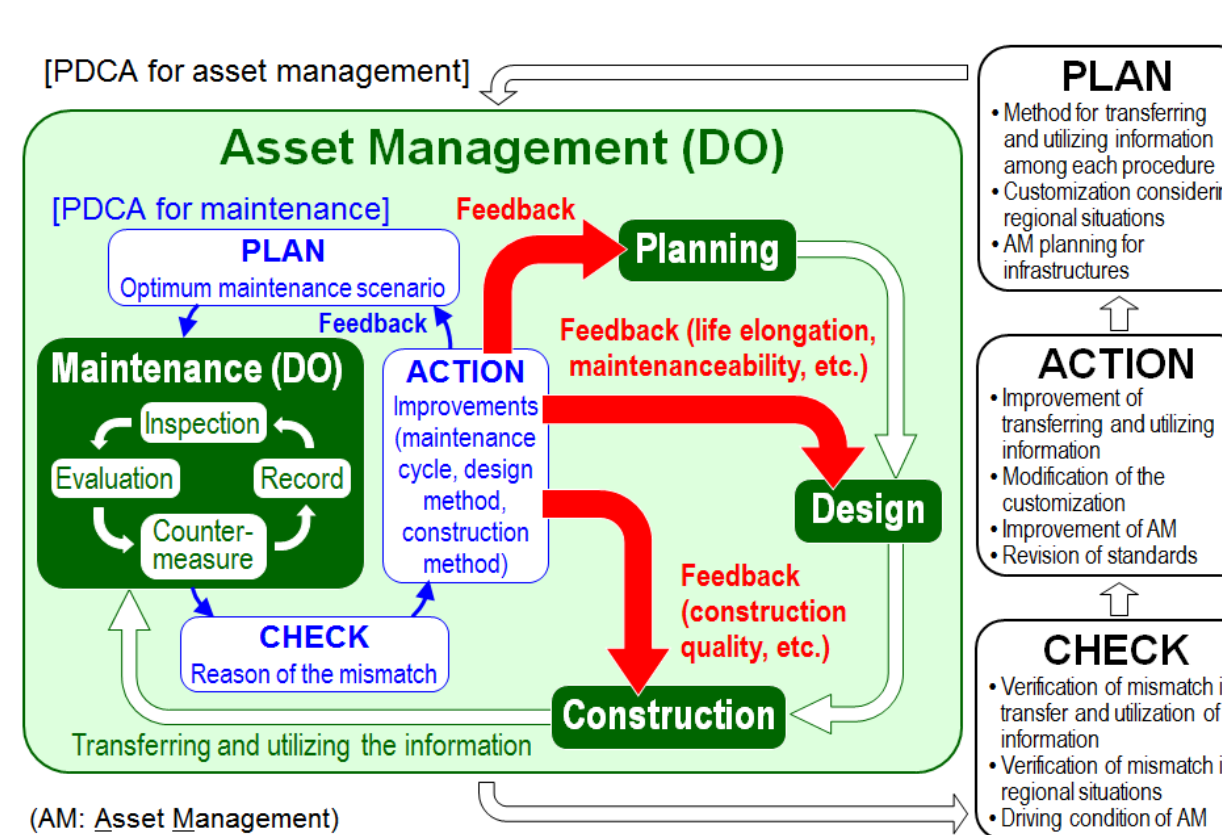 [PDCA for asset management]
Asset Management (DO)
[PDCA for maintenance]
PLAN
Optimum maintenance scenario
Feedback
Maintenance (DO)
Inspection
Evaluation
Record
Counter-
measure
CHECK
Reason of the mismatch
ACTION
Improvements
(maintenance
cycle, design
method,
construction
method)
Feedback
Planning
Feedback (life elongation,
maintenanceability, etc.)
Design
Feedback
(construction
quality, etc.)
Construction
Transferring and utilizing the information
(AM: Asset Management)
PLAN
• Method for transferring
and utilizing information
among each procedure
• Customization
regional situations
• AM planning for
infrastructures
ACTION
• Improvement of
transferring and utilizing
information
• Modification of the
customization
• Improvement of AM
• Revision of standards
CHECK
• Verification of mismatch
transfer and utilization of
information
• Verification of mismatch
regional situations
• Driving condition of AM